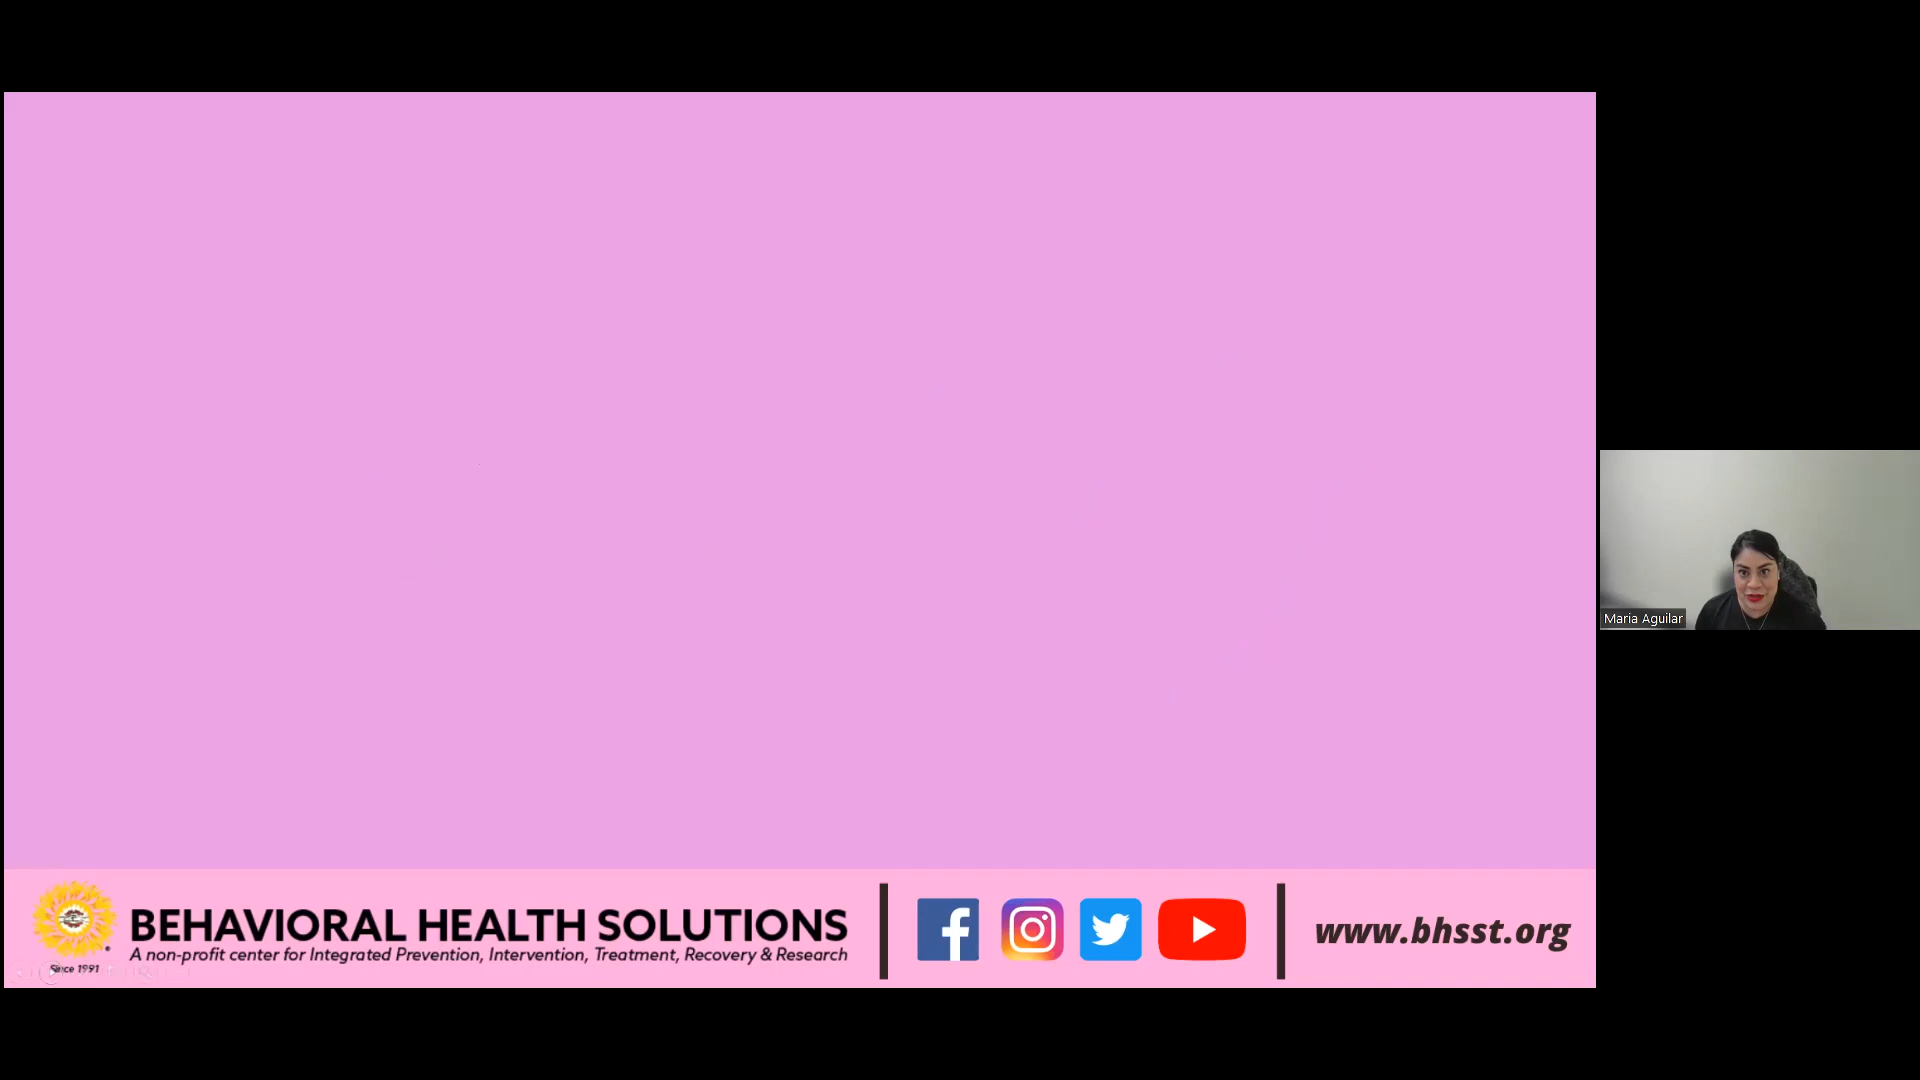 Maria Aguilar
BEHAVIORAL HEALTH SOLUTIONS
A non-profit center for Integrated Prevention, Intervention, Treatment, Recovery & Research
Since 1991
www.bhsst.org